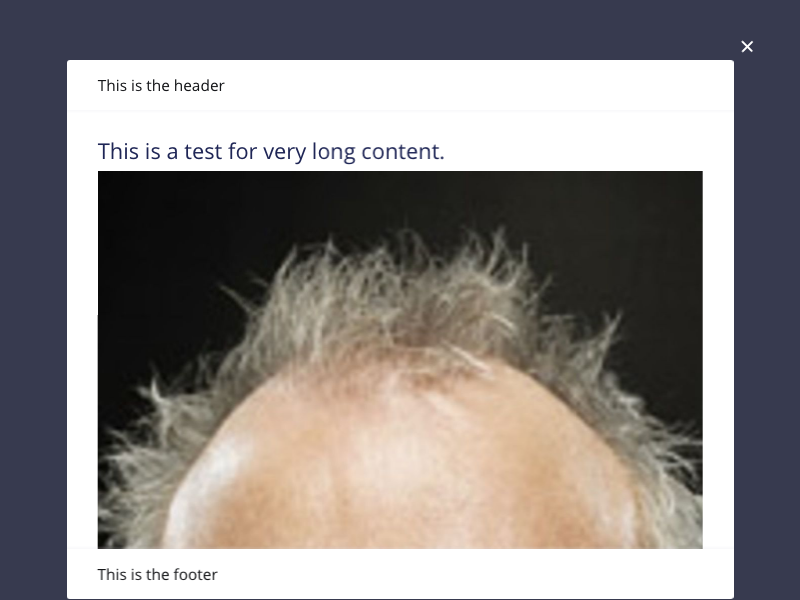 This is the header
This is a test for very long content.
This is the footer